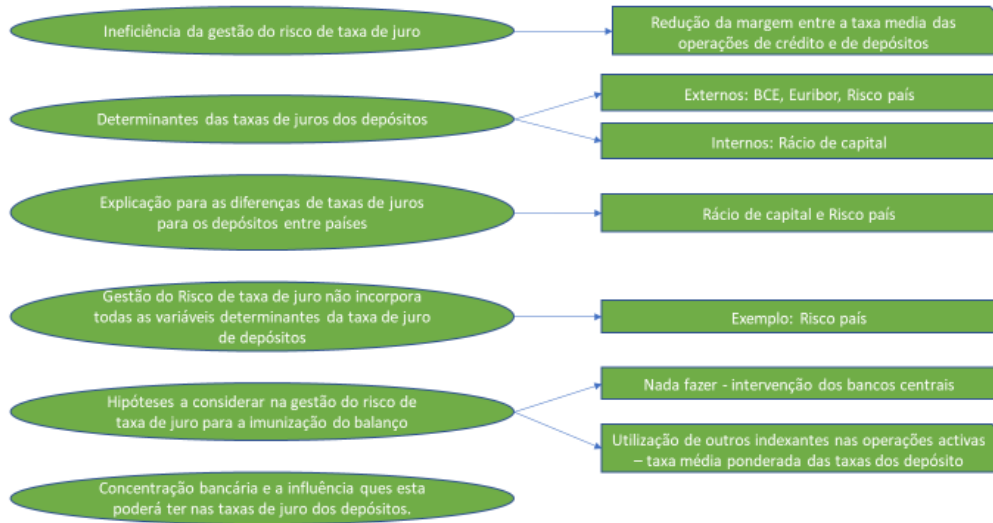 Ineficiência da gestão do risco de taxa de juro
Redução da margem entre a taxa media das
operações de crédito e de depósitos
Determinantes das taxas de juros dos depósitos
Externos: BCE, Euribor, Risco país
Internos: Rácio de capital
Explicação para as diferenças de taxas de juros
para os depósitos entre países
Rácio de capital e Risco país
Gestão do Risco de taxa de juro não incorpora
todas as variáveis determinantes da taxa de juro
de depósitos
Exemplo: Risco país
Hipóteses a considerar na gestão do risco de
taxa de juro para a imunização do balanço
Nada fazer - intervenção dos bancos centrais
Utilização de outros indexantes nas operações activas
– taxa média ponderada das taxas dos depósito
Concentração bancária e a influência ques esta
poderá ter nas taxas de juro dos depósitos.